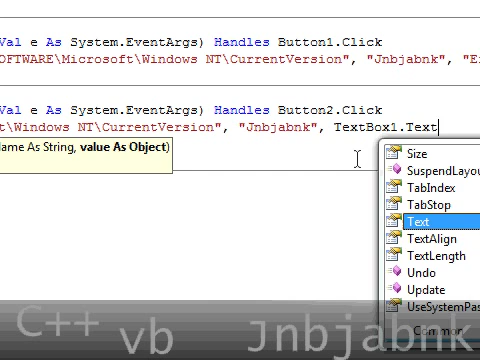 Val e As System.EventArgs) Handles Button1.Click
OFTWARE\Microsoft\Windows NT\CurrentVersion", "Jnbjabnk", "E
Val e As System.EventArgs) Handles Button2.Click
t\Windows NT\CurrentVersion", "Jnbjabnk", TextBox1.Text
ame As String, value As Object)
Size
SuspendLayou
TabIndex
TabStop
Text
TextAlign
TextLength
Undo
Update
UseSystemPas
Common
C++ vb Jnbjabnk